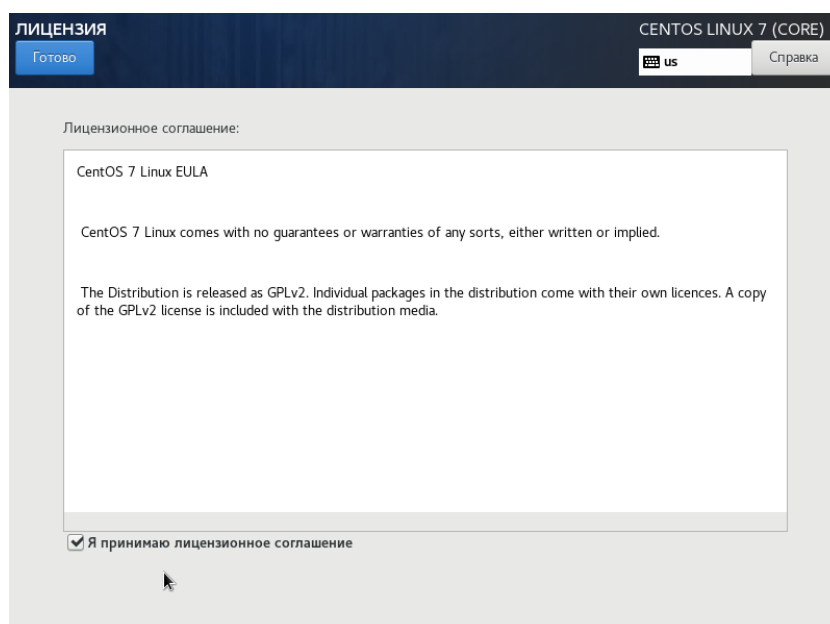 ЛИЦЕНЗИЯ
CENTOS LINUX 7 (CORE)
Готово
us
Справка
Лицензионное соглашение:
CentOS 7 Linux EULA
CentOS 7 Linux comes with no guarantees or warranties of any sorts, either written or implied.
The Distribution is released as GPLv2. Individual packages in the distribution come with their own licences. A copy
of the GPLv2 license is included with the distribution media.
Я принимаю лицензионное соглашение